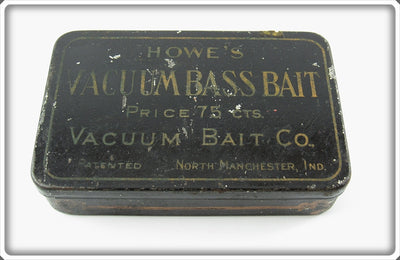 HOWE'S
VACUUM BASS BAIT
PRICE 75 CTS.
VACUUM BAIT CO.
PATENTED NORTH MANCHESTER, IND.